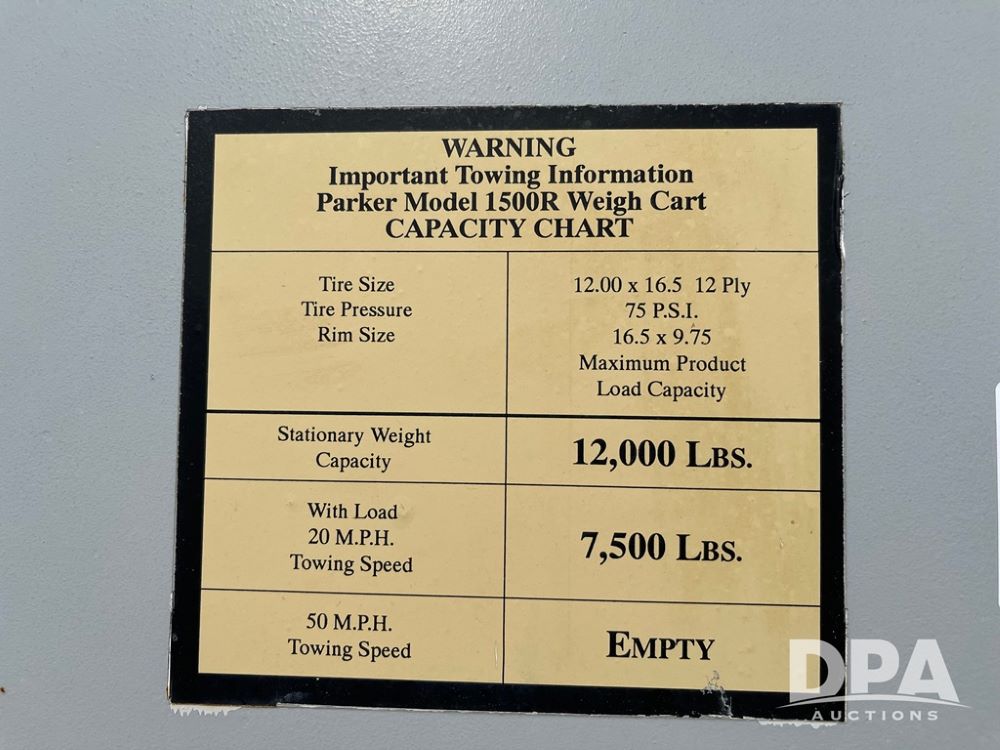 WARNING
Important Towing Information
Parker Model 1500R Weigh Cart
CAPACITY CHART
Tire Size
Tire Pressure
Rim Size
12.00 x 16.5 12 Ply
75 P.S.I.
16.5 x 9.75
Maximum Product
Load Capacity
Stationary Weight
Capacity
12,000 LBS.
With Load
20 M.P.H.
Towing Speed
7,500 LBS.
50 M.P.H.
Towing Speed
EMPTY
DPA
AUCTIONS